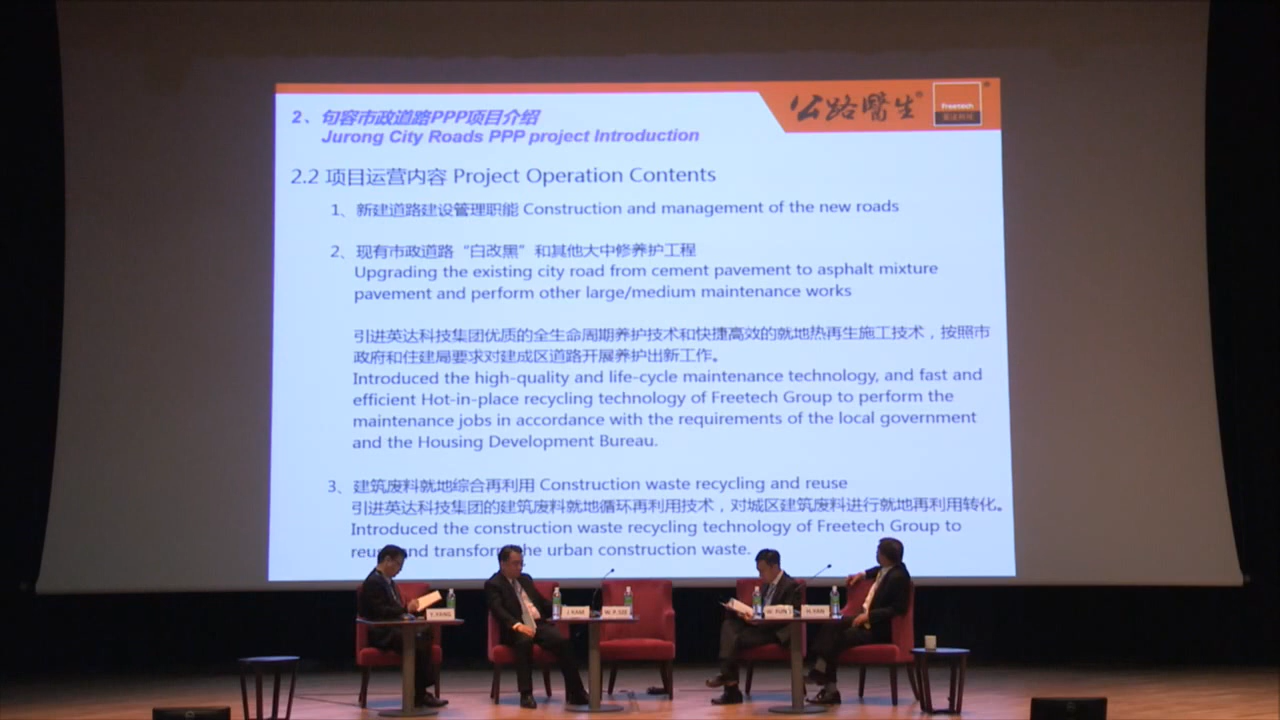 2、句容市政道路PPP项目介绍
Jurong City Roads PPP project Introduction
公路醫生®
Freetech
英达科技
®
2.2 项目运营内容 Project Operation Contents
1、新建道路建设管理职能 Construction and management of the new roads
2、现有市政道路“白改黑”和其他大中修养护工程
Upgrading the existing city road from cement pavement to asphalt mixture
pavement and perform other large/medium maintenance works
引进英达科技集团优质的全生命周期养护技术和快捷高效的就地热再生施工技术，按照市
政府和住建局要求对建成区道路开展养护出新工作。
Introduced the high-quality and life-cycle maintenance technology, and fast and
efficient Hot-in-place recycling technology of Freetech Group to perform the
maintenance jobs in accordance with the requirements of the local government
and the Housing Development Bureau.
3、建筑废料就地综合再利用 Construction waste recycling and reuse
引进英达科技集团的建筑废料就地循环再利用技术，对城区建筑废料进行就地再利用转化。
Introduced the construction waste recycling technology of Freetech Group to
and transform the urban construction waste.
W.P.SZE
H.YAN